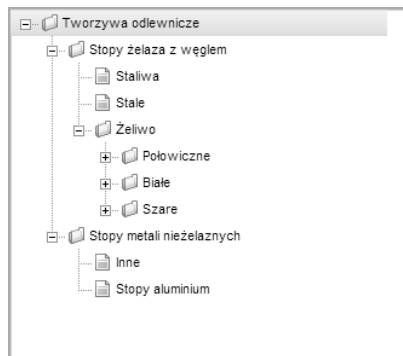 Tworzywa odlewnicze
Stopy żelaza z węglem
Staliwa
Stale
Żeliwo
Połowiczne
Białe
Szare
Stopy metali nieżelaznych
Inne
Stopy aluminium